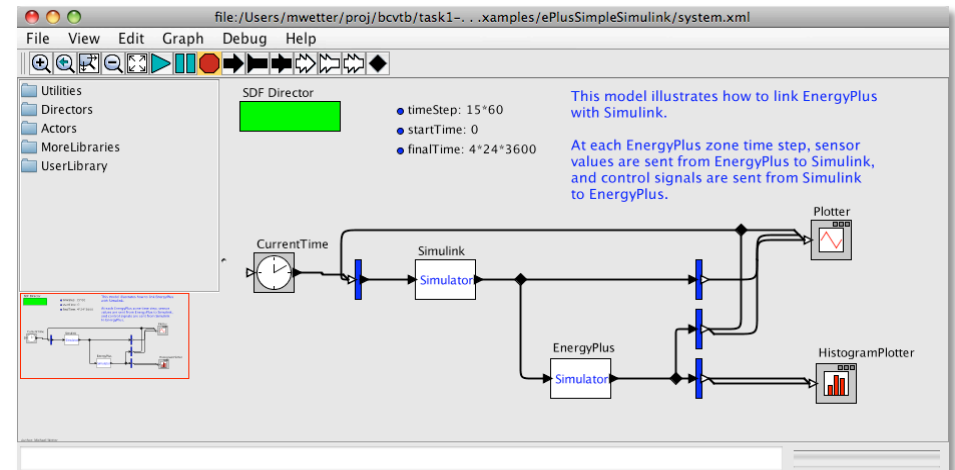 file:/Users/mwetter/proj/bcvtb/task1-. . .xamples/ePlusSimpleSimulink/system.xml
File View Edit Graph Debug Help
Utilities
Directors
Actors
MoreLibraries
UserLibrary
SDF Director
timeStep: 15*60
startTime: 0
finalTime: 4*24*3600
This model illustrates how to link EnergyPlus
with Simulink.
At each EnergyPlus zone time step, sensor
values are sent from EnergyPlus to Simulink,
and control signals are sent from Simulink
to EnergyPlus.
Plotter
CurrentTime
Simulink
Simulator
EnergyPlus
Simulator
HistogramPlotter